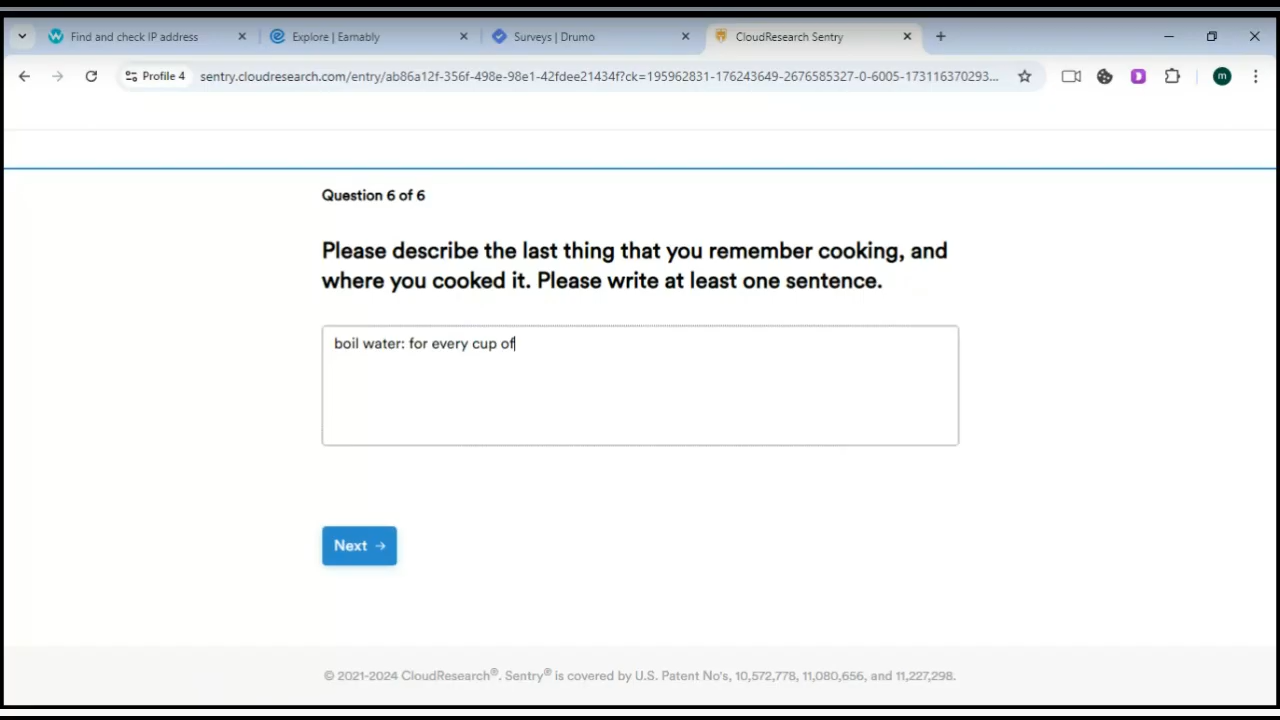 Find and check IP address
Explore | Earnably
Surveys | Drumo
CloudResearch Sentry
Profile 4
sentry.cloudresearch.com/entry/ab86a12f-356f-498e-98e1-42fdee21434f?ck=195962831-176243649-2676585327-0-6005-173116370293...
m
Question 6 of 6
Please describe the last thing that you remember cooking, and
where you cooked it. Please write at least one sentence.
boil water: for every cup of
Next →
© 2021-2024 CloudResearch®. Sentry® is covered by U.S. Patent No's, 10,572,778, 11,080,656, and 11,227,298.